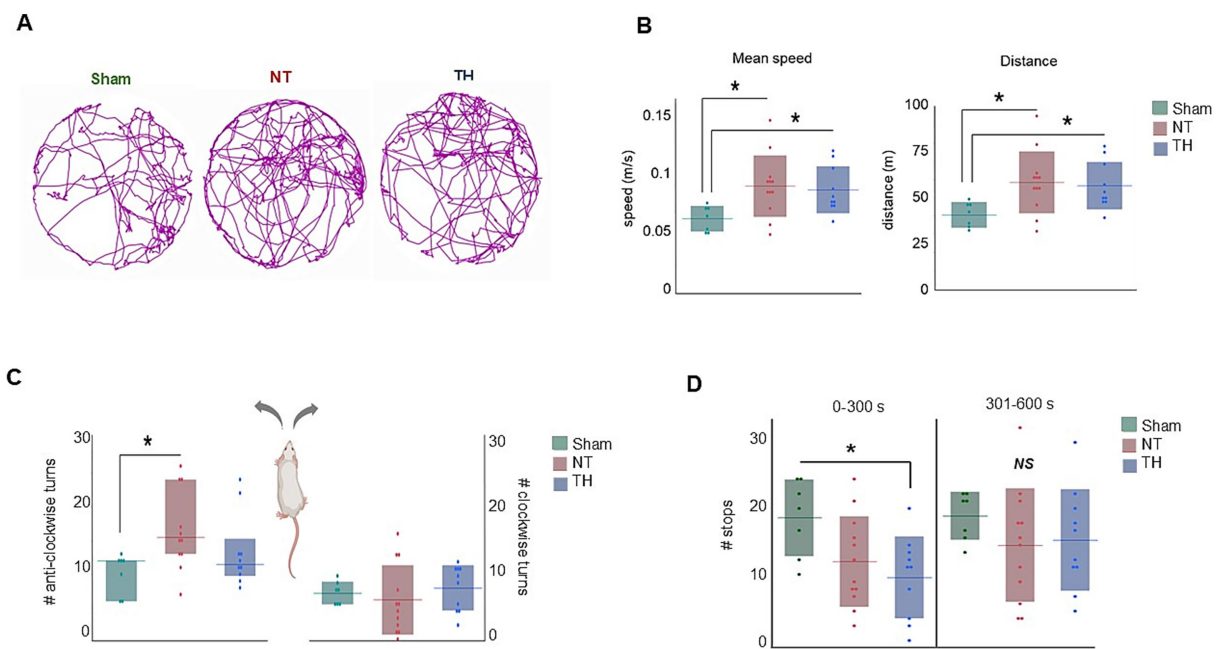 A
Sham
NT
TH
B
Mean speed
*
*
0.15
0.1
0.05
0
speed (m/s)
Distance
*
*
100
75
50
25
0
distance (m)
Sham
NT
TH
C
30
20
10
0
# anti-clockwise turns
*
30
20
10
0
# clockwise turns
Sham
NT
TH
D
0-300 s
301-600 s
30
20
10
0
# stops
*
NS
Sham
NT
TH